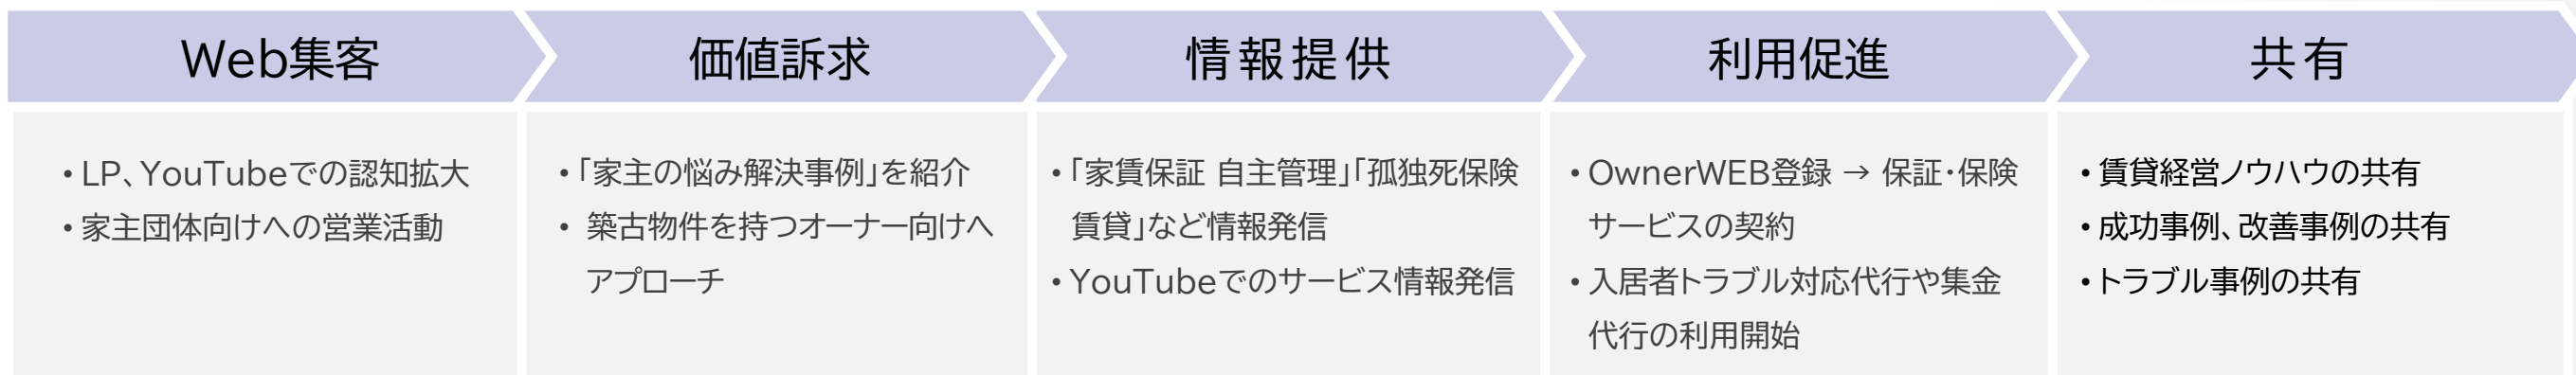 Web集客
価値訴求
情報提供
利用促進
共有
• LP、YouTubeでの認知拡大
• 家主団体向けへの営業活動
• 「家主の悩み解決事例」を紹介
• 築古物件を持つオーナー向けへ
アプローチ
• 「家賃保証 自主管理」「孤独死保険
賃貸」など情報発信
• YouTubeでのサービス情報発信
• OwnerWEB登録 → 保証・保険
サービスの契約
• 入居者トラブル対応代行や集金
代行の利用開始
• 賃貸経営ノウハウの共有
• 成功事例、改善事例の共有
• トラブル事例の共有